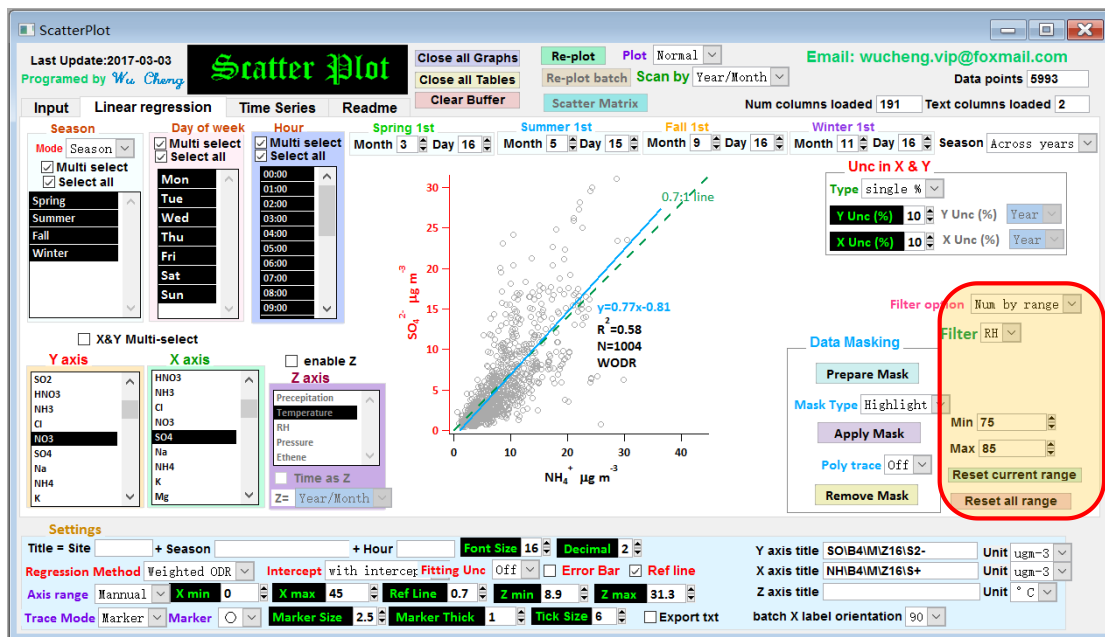 ScatterPlot
Last Update:2017-03-03
Programed by Wu Cheng
Scatter Plot
Close all Graphs
Close all Tables
Clear Buffer
Re-plot
Plot Normal
Re-plot batch
Scan by Year/Month
Scatter Matrix
Email: wucheng.vip@foxmail.com
Data points 5993
Num columns loaded 191
Text columns loaded 2
Input
Linear regression
Time Series
Readme
Season
Mode Season
Multi select
Select all
Spring
Summer
Fall
Winter
Day of week
Multi select
Select all
Mon
Tue
Wed
Thu
Fri
Sat
Sun
Hour
Multi select
Select all
00:00
01:00
02:00
03:00
04:00
05:00
06:00
07:00
08:00
09:00
Spring 1st
Month 3 Day 16
Summer 1st
Month 5 Day 15
Fall 1st
Month 9 Day 16
Winter 1st
Month 11 Day 16
Season Across years
Unc in X & Y
Type single %
Y Unc (%) 10 Y Unc (%) Year
X Unc (%) 10 X Unc (%) Year
30
25
20
15
10
5
0
SO4 2- µg m -3
0.7:1 line
y=0.77x-0.81
R2=0.58
N=1004
WODR
0 10 20 30 40
NH4 + µg m -3
Filter option Num by range
Filter RH
Min 75
Max 85
Reset current range
Reset all range
Data Masking
Prepare Mask
Mask Type Highlight
Apply Mask
Poly trace Off
Remove Mask
X&Y Multi-select
Y axis
SO2
HNO3
NH3
Cl
NO3
SO4
Na
NH4
K
X axis
HNO3
NH3
Cl
NO3
SO4
Na
NH4
K
Mg
enable Z
Z axis
Precepitation
Temperature
RH
Pressure
Ethene
Time as Z
Z= Year/Month
Settings
Title = Site + Season + Hour Font Size 16 Decimal 2
Regression Method Weighted ODR Intercept with intercep Fitting Unc Off Error Bar Ref line
Axis range Mannual X min 0 X max 45 Ref Line 0.7 Z min 8.9 Z max 31.3
Trace Mode Marker Marker Marker Size 2.5 Marker Thick 1 Tick Size 6 Export txt
Y axis title SO\B4\M\Z16\S2- Unit ugm-3
X axis title NH\B4\M\Z16\S+ Unit ugm-3
Z axis title Unit °C
batch X label orientation 90